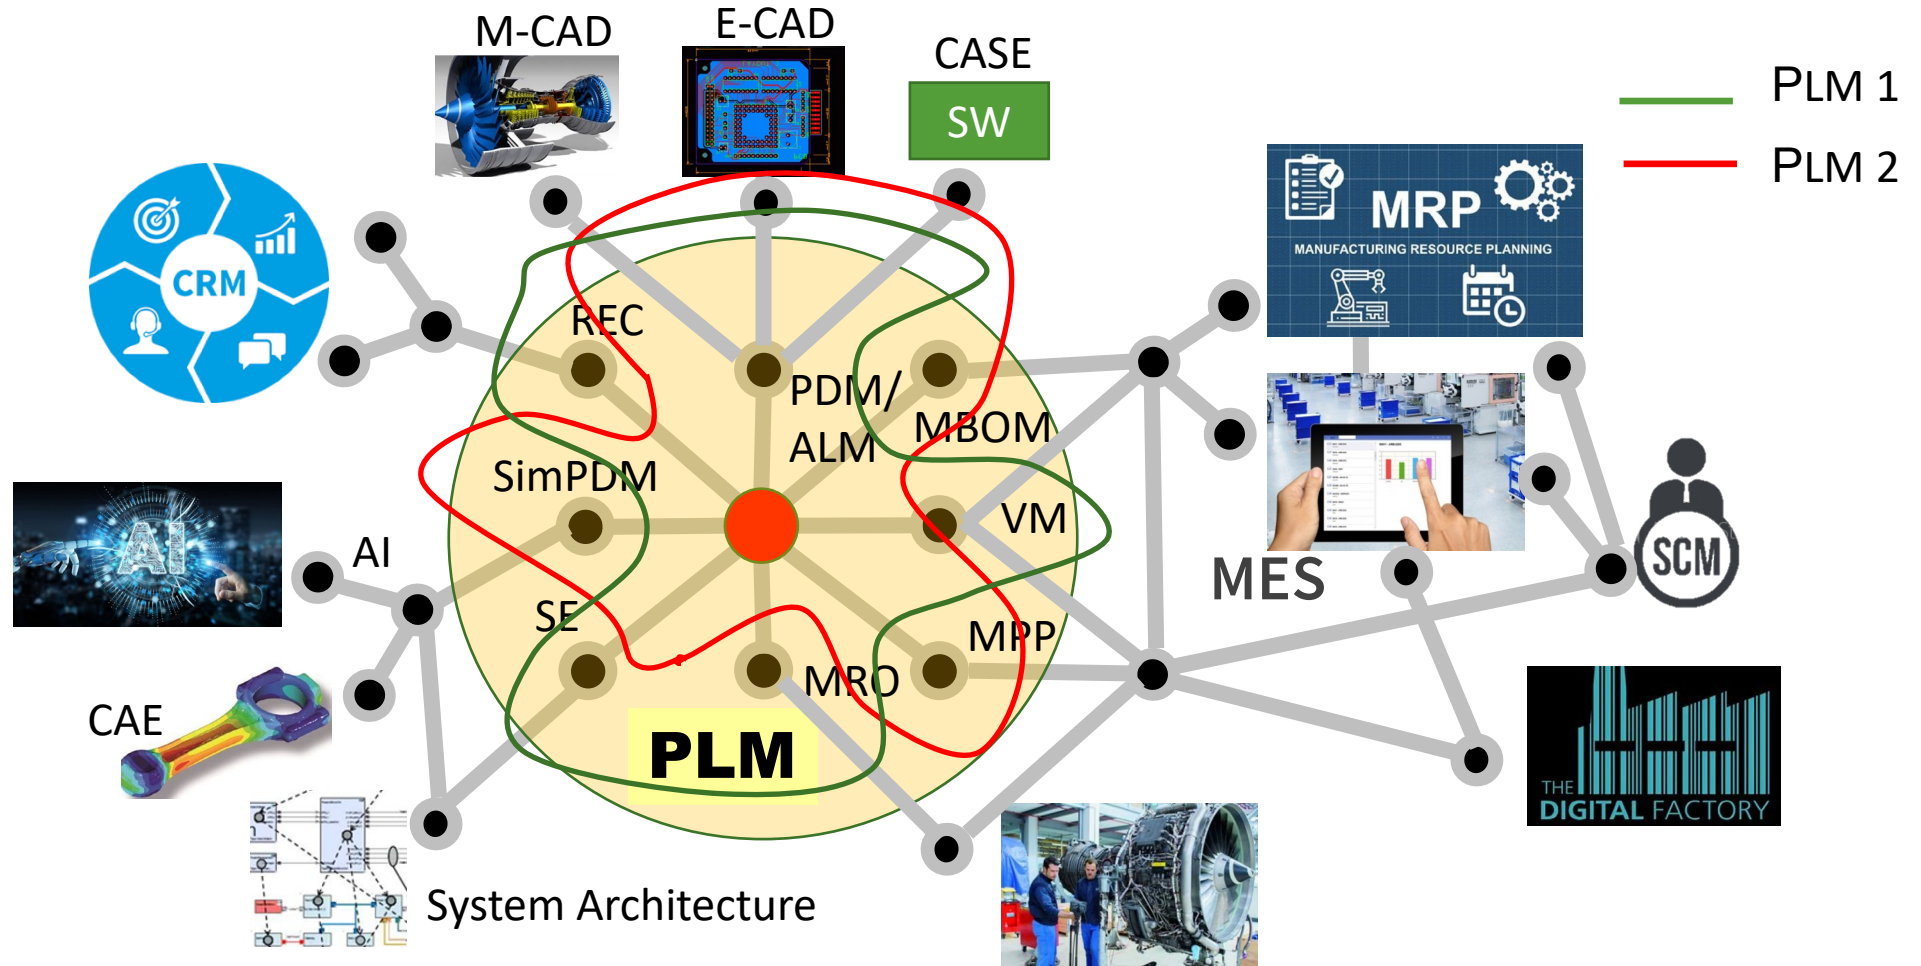 M-CAD
E-CAD
CASE
SW
PLM 1
PLM 2
CRM
MRP
MANUFACTURING RESOURCE PLANNING
REC
PDM/
ALM
MBOM
SimPDM
VM
AI
AI
SE
MPP
MRO
MES
SCM
CAE
PLM
THE
DIGITAL FACTORY
System Architecture